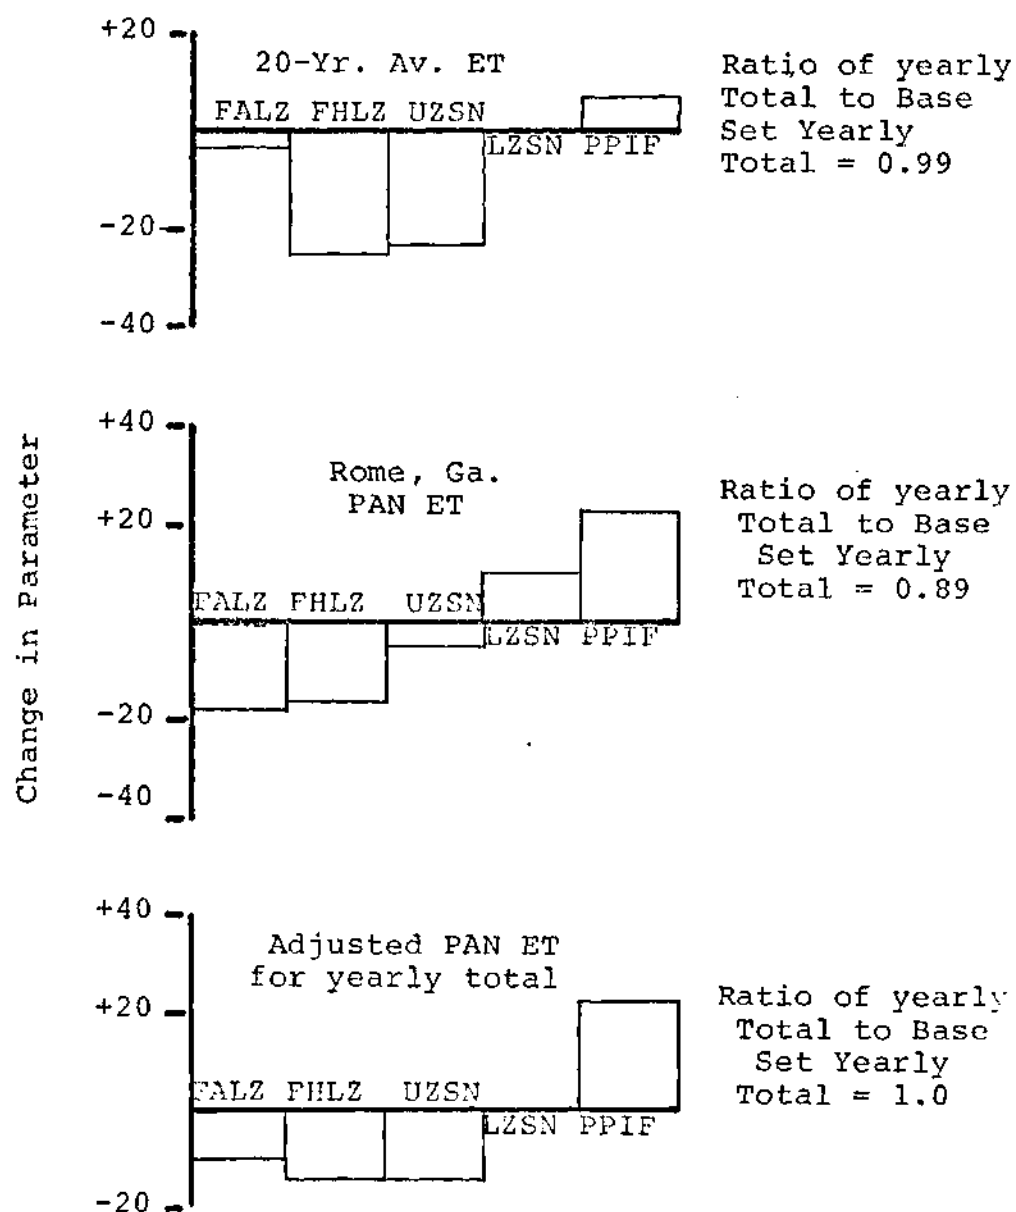 +20
20-Yr. Av. ET
FALZ FHLZ UZSN
LZSN PPIF
-20
-40
Ratio of yearly
Total to Base
Set Yearly
Total = 0.99
Change in Parameter
+40
Rome, Ga.
PAN ET
+20
FALZ FHLZ UZSN
LZSN PPIF
-20
-40
Ratio of yearly
Total to Base
Set Yearly
Total = 0.89
+40
Adjusted PAN ET
for yearly total
+20
FALZ FHLZ UZSN
LZSN PPIF
-20
Ratio of yearly
Total to Base
Set Yearly
Total = 1.0